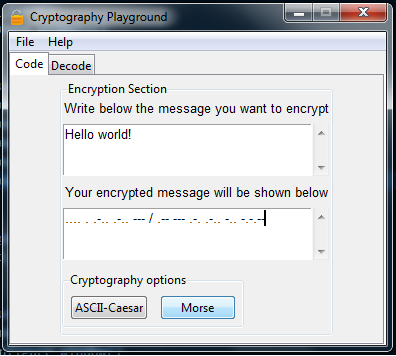 Cryptography Playground
File Help
Code Decode
Encryption Section
Write below the message you want to encrypt
Hello world!
Your encrypted message will be shown below
.... . .-.. .-.. --- / .-- --- .-. .-.. -.. -.-.--
Cryptography options
ASCII-Caesar Morse